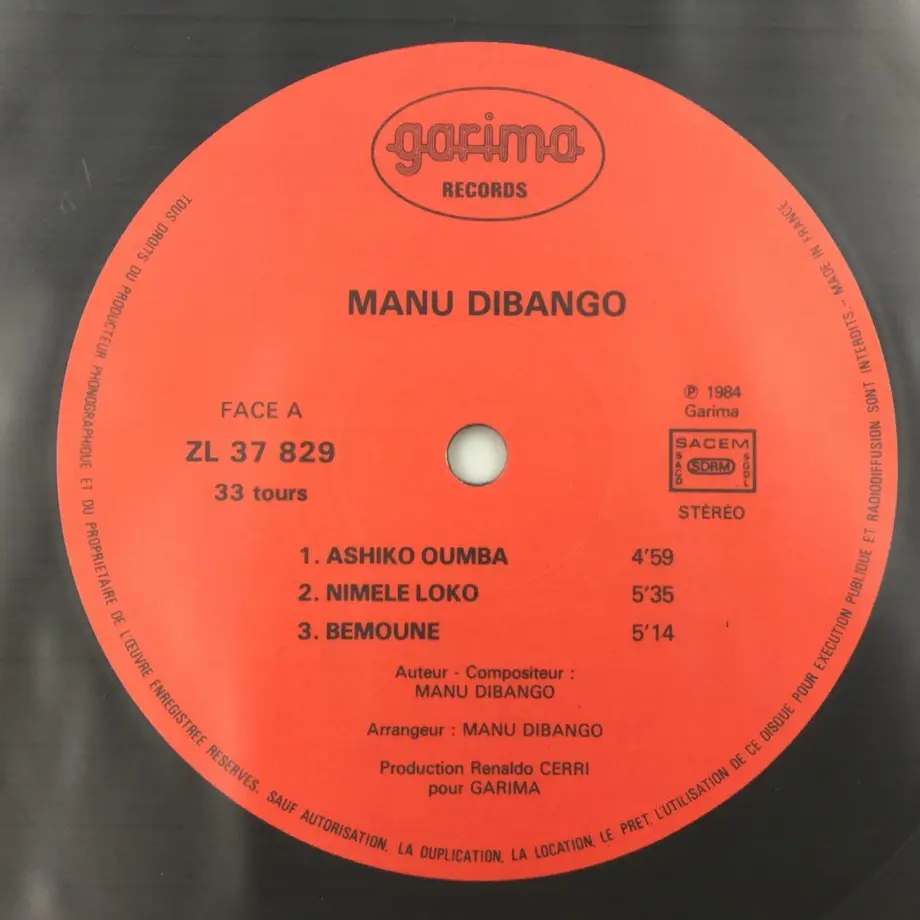 garima
RECORDS
MANU DIBANGO
FACE A
ZL 37 829
33 tours
℗ 1984
Garima
SACEM
SACD
SDRM
SGDL
STÉRÉO
1. ASHIKO OUMBA 4'59
2. NIMELE LOKO 5'35
3. BEMOUNE 5'14
Auteur - Compositeur :
MANU DIBANGO
Arrangeur : MANU DIBANGO
Production Renaldo CERRI
pour GARIMA
TOUS DROITS DU PRODUCTEUR PHONOGRAPHIQUE ET DU PROPRIETAIRE DE L'ŒUVRE ENREGISTREE RESERVES. SAUF AUTORISATION, LA DUPLICATION, LA LOCATION, LE PRET, L'UTILISATION DE CE DISQUE POUR EXECUTION PUBLIQUE ET RADIODIFFUSION SONT INTERDITS. - MADE IN FRANCE